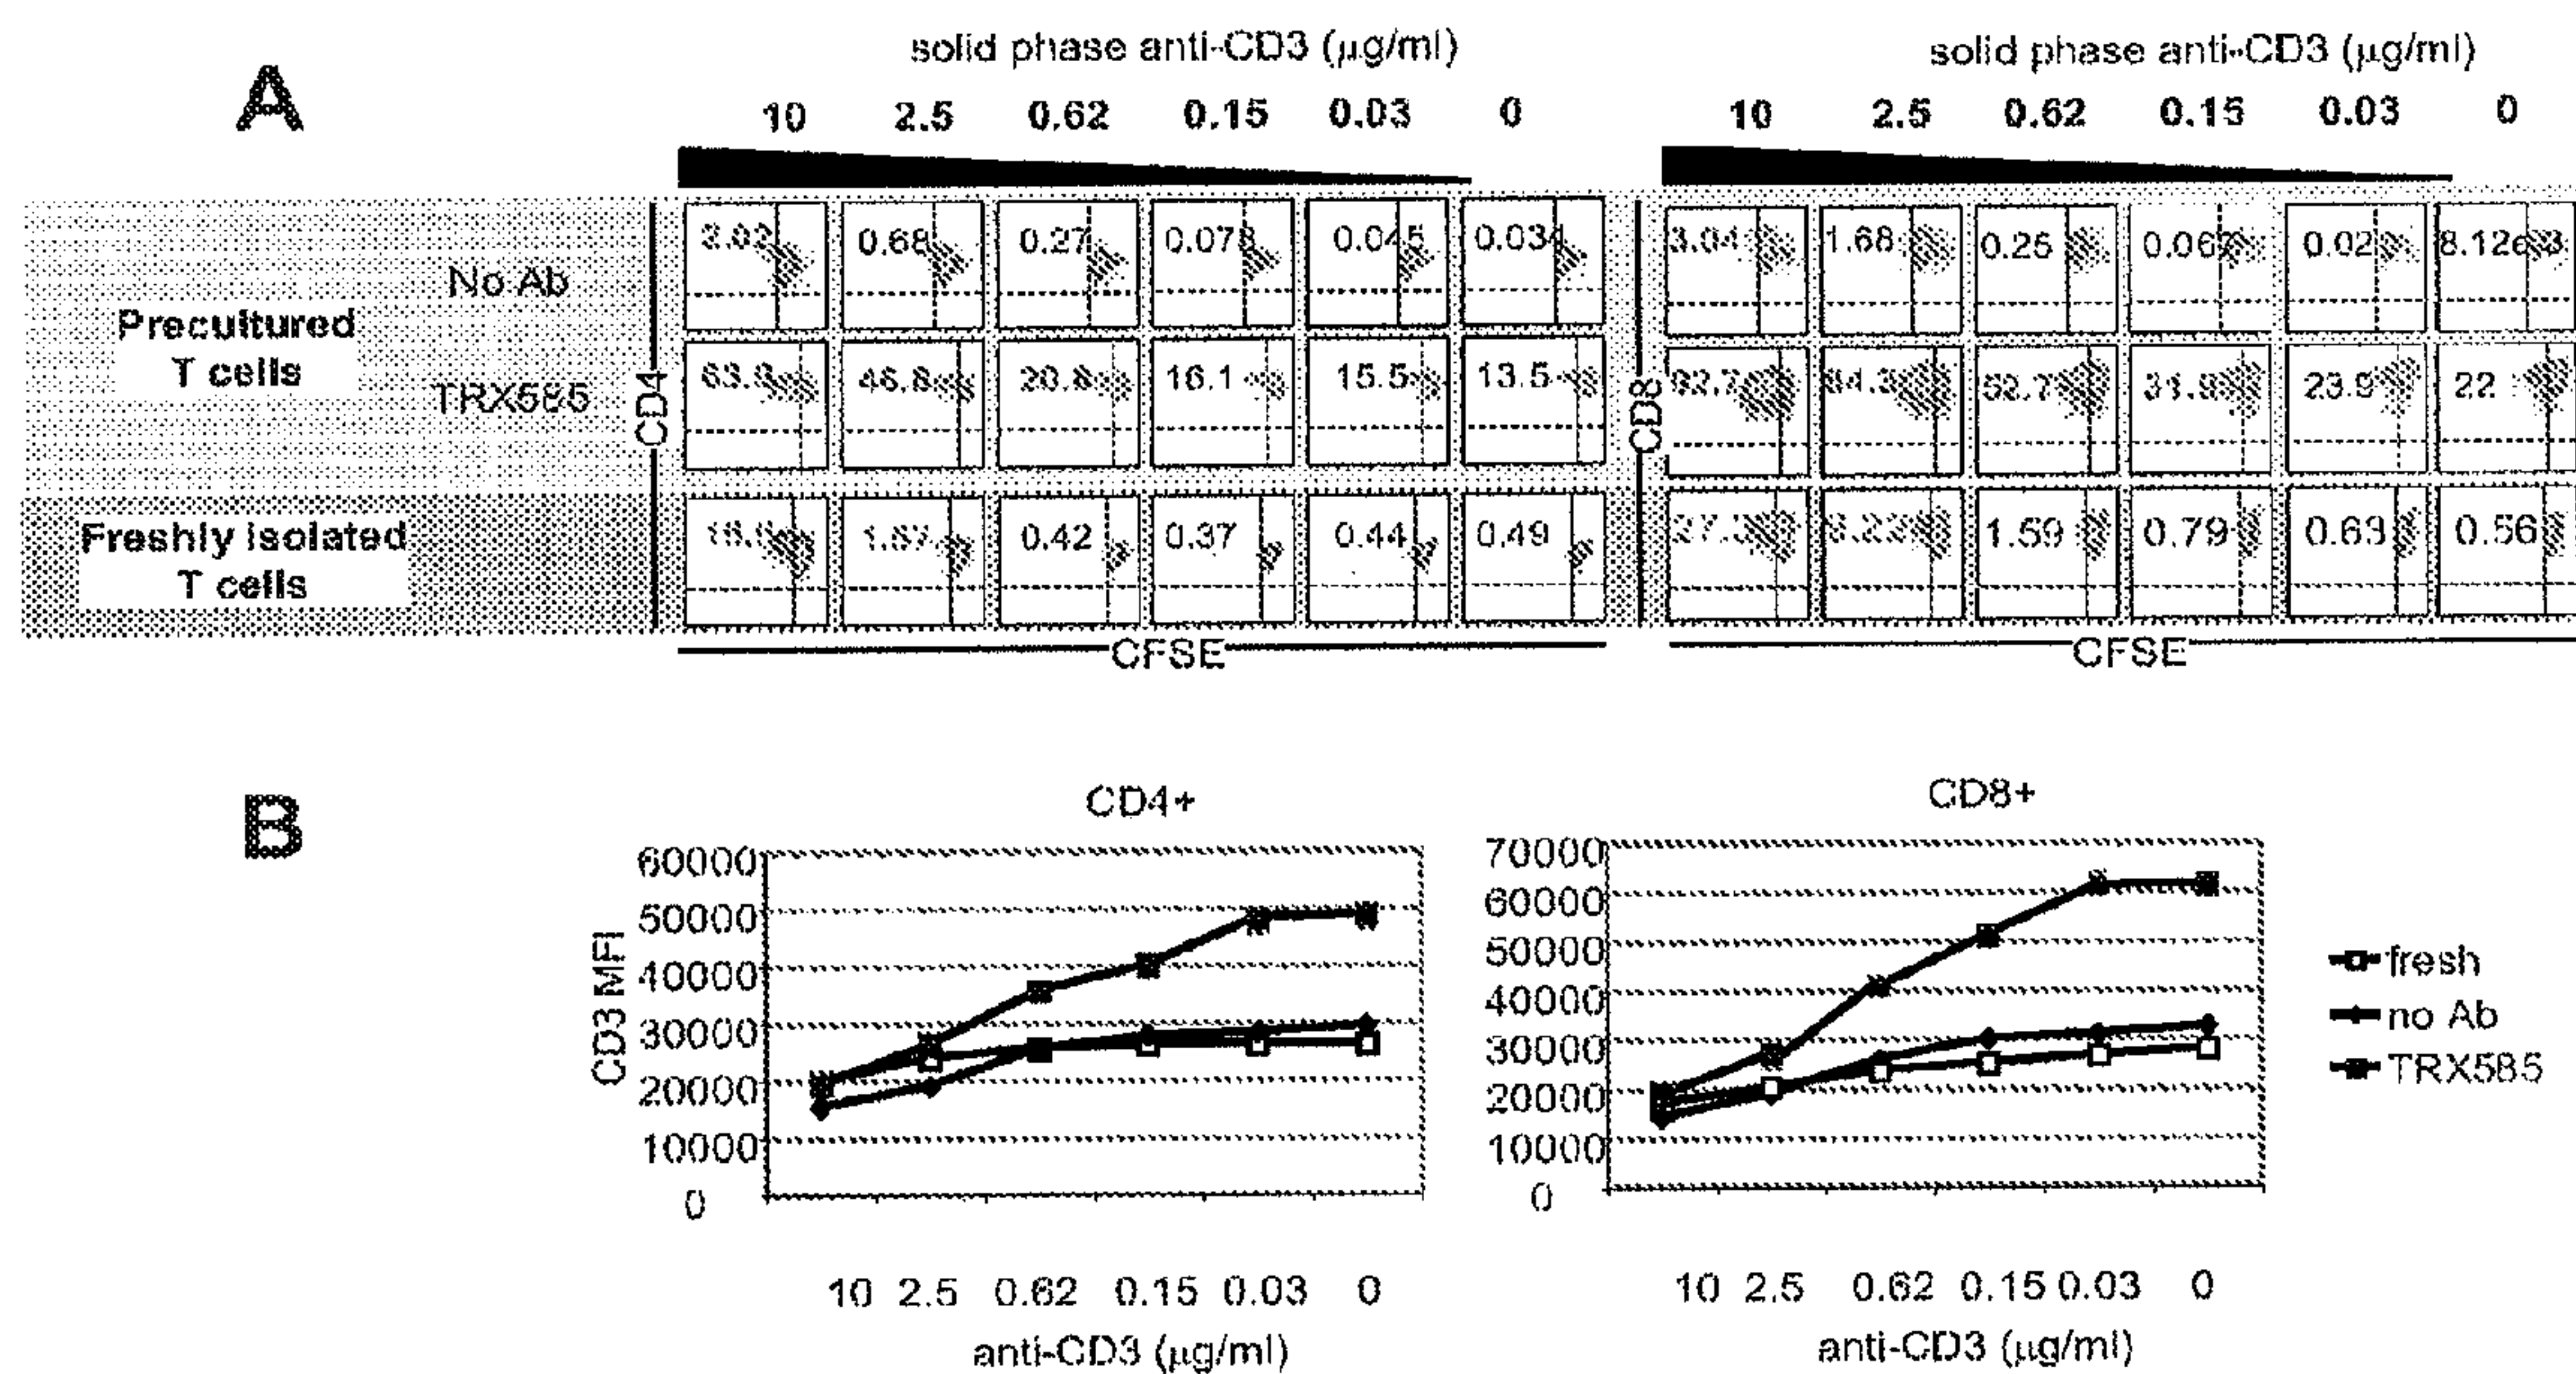 A
solid phase anti-CD3 (µg/ml)
10 2.5 0.62 0.15 0.03 0
solid phase anti-CD3 (µg/ml)
10 2.5 0.62 0.15 0.03 0
Precultured
T cells
No Ab
TRX585
Freshly isolated
T cells
CD4
0.68 0.27 0.045
46.8 20.8 16.1 15.5 13.5
1.87 0.42 0.37 0.44 0.49
CFSE
CD8
3.04 1.68 0.25 0.02
52.7 31.9 23.9 22
1.59 0.79 0.63 0.56
CFSE
B
CD4+
CD3 MFI
60000
50000
40000
30000
20000
10000
0
10 2.5 0.62 0.15 0.03 0
anti-CD3 (µg/ml)
CD8+
70000
60000
50000
40000
30000
20000
10000
0
10 2.5 0.62 0.15 0.03 0
anti-CD3 (µg/ml)
fresh
no Ab
TRX585